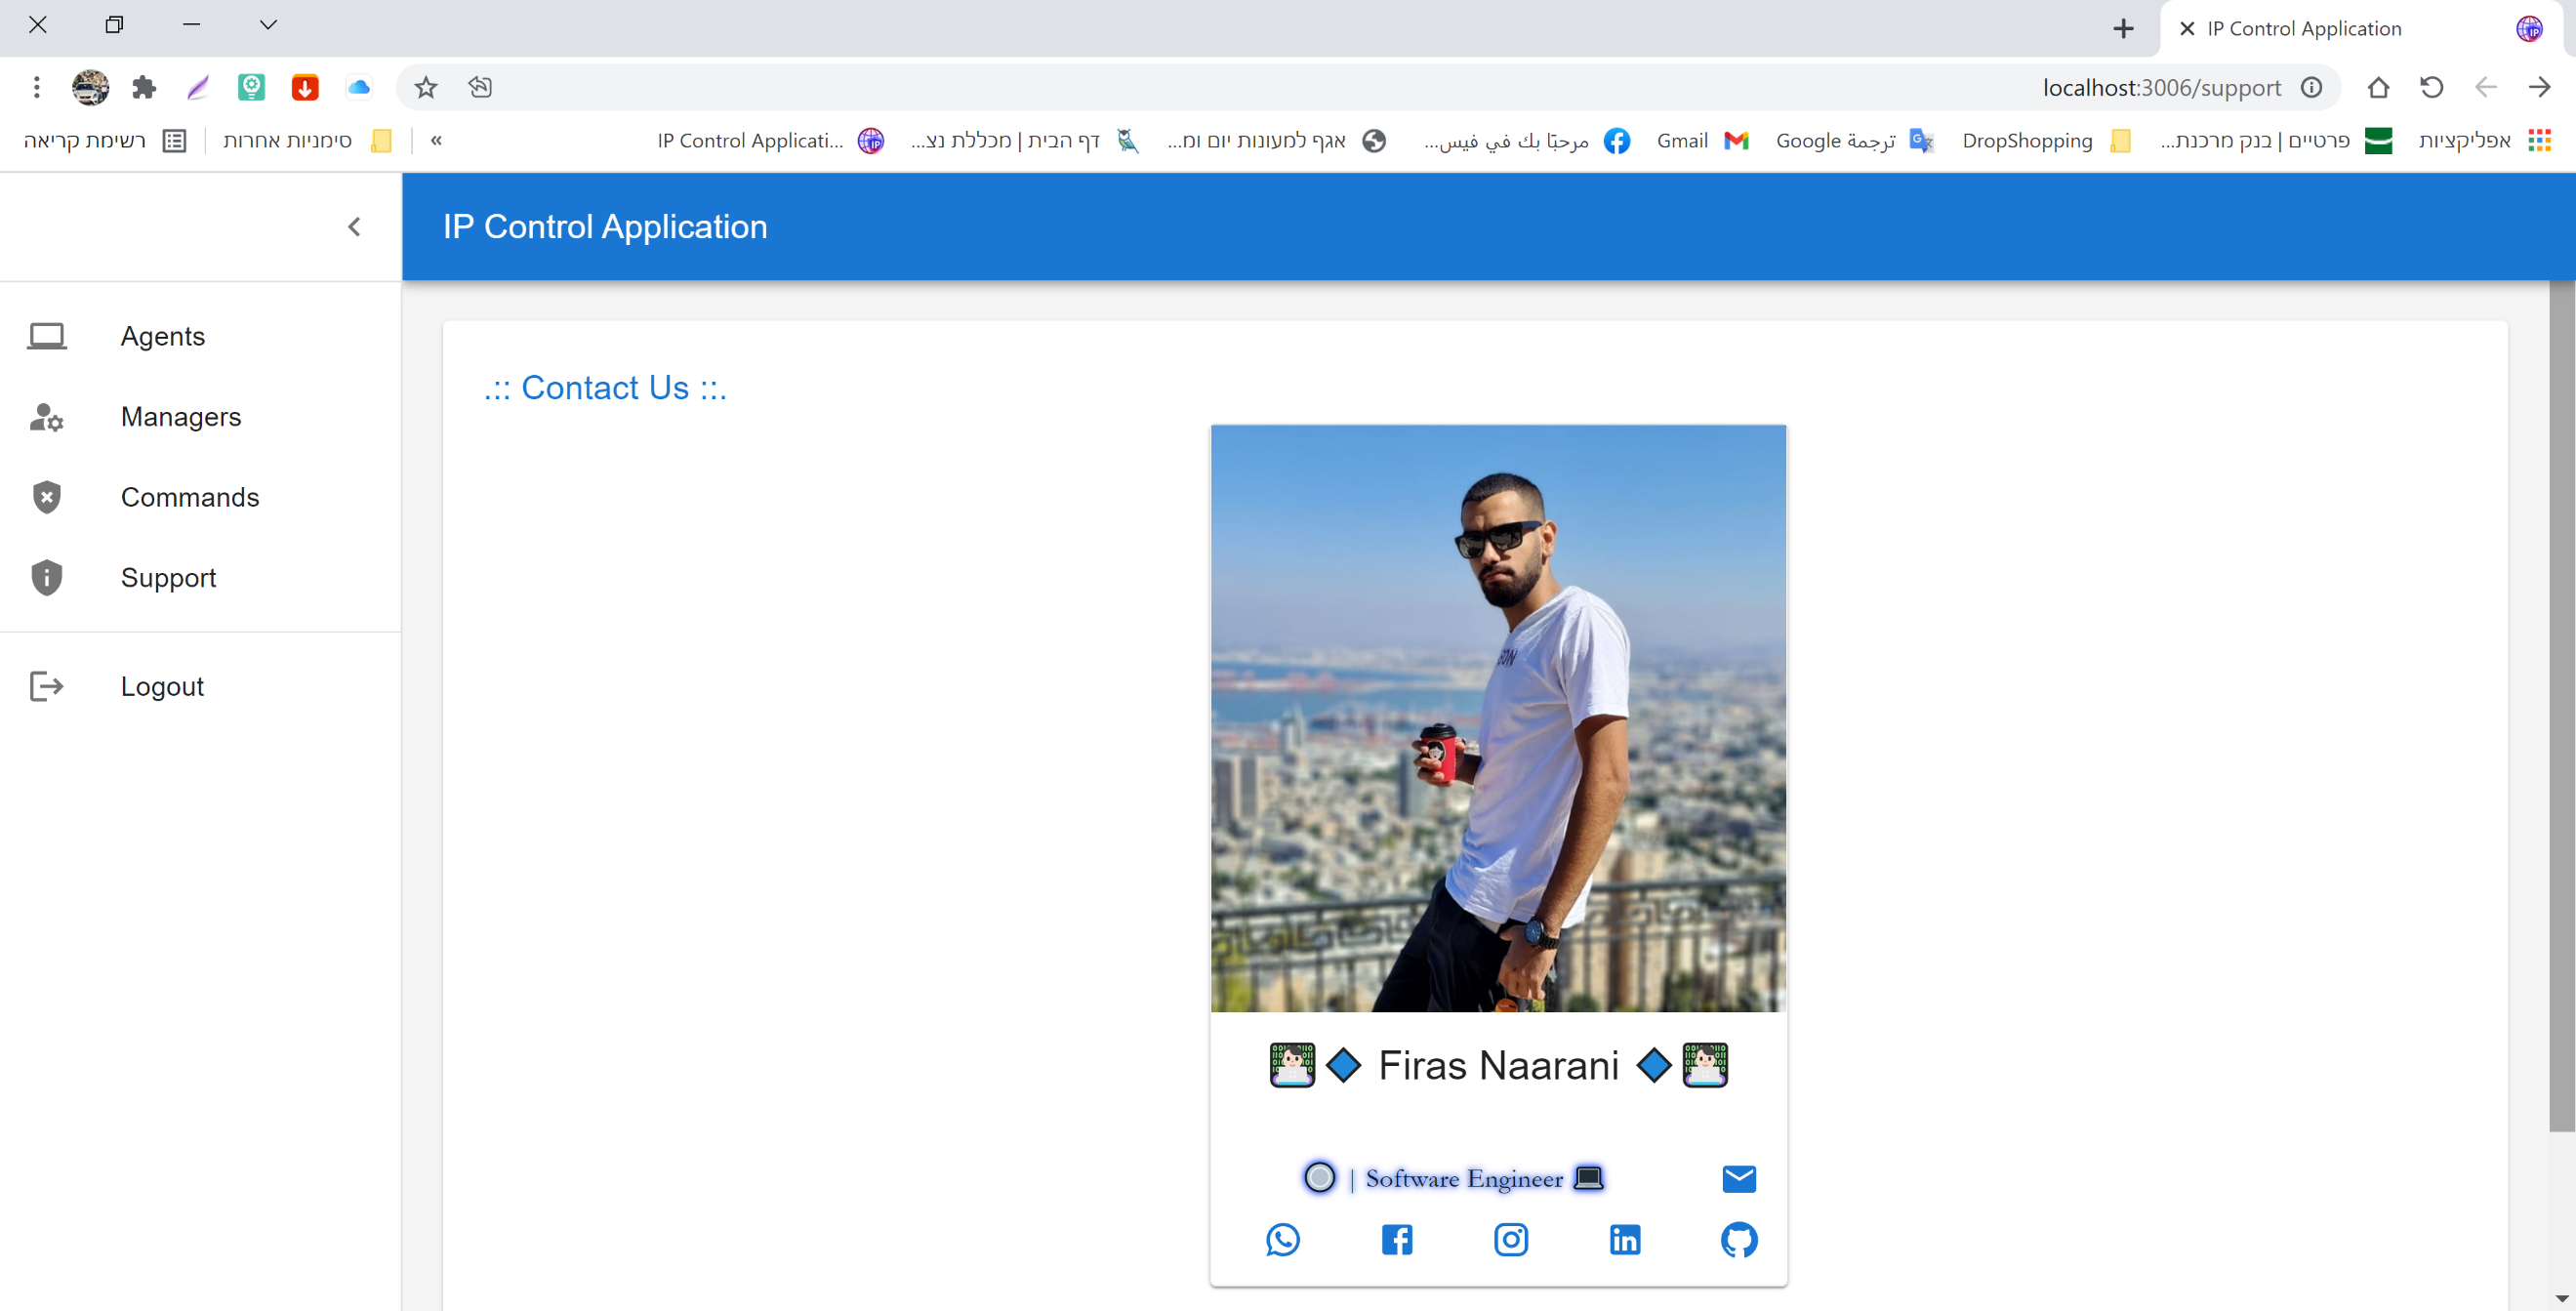 IP Control Application
localhost:3006/support
אפליקציות
פרטיים | בנק מרכנת...
DropShopping
ترجمة Google
Gmail
مرحبًا بك في فيس...
אגף למעונות יום ומ...
דף הבית | מכללת נצ...
IP Control Applicati...
»
סימניות אחרות
רשימת קריאה
IP Control Application
Agents
Managers
Commands
Support
Logout
.:: Contact Us ::.
Firas Naarani
| Software Engineer